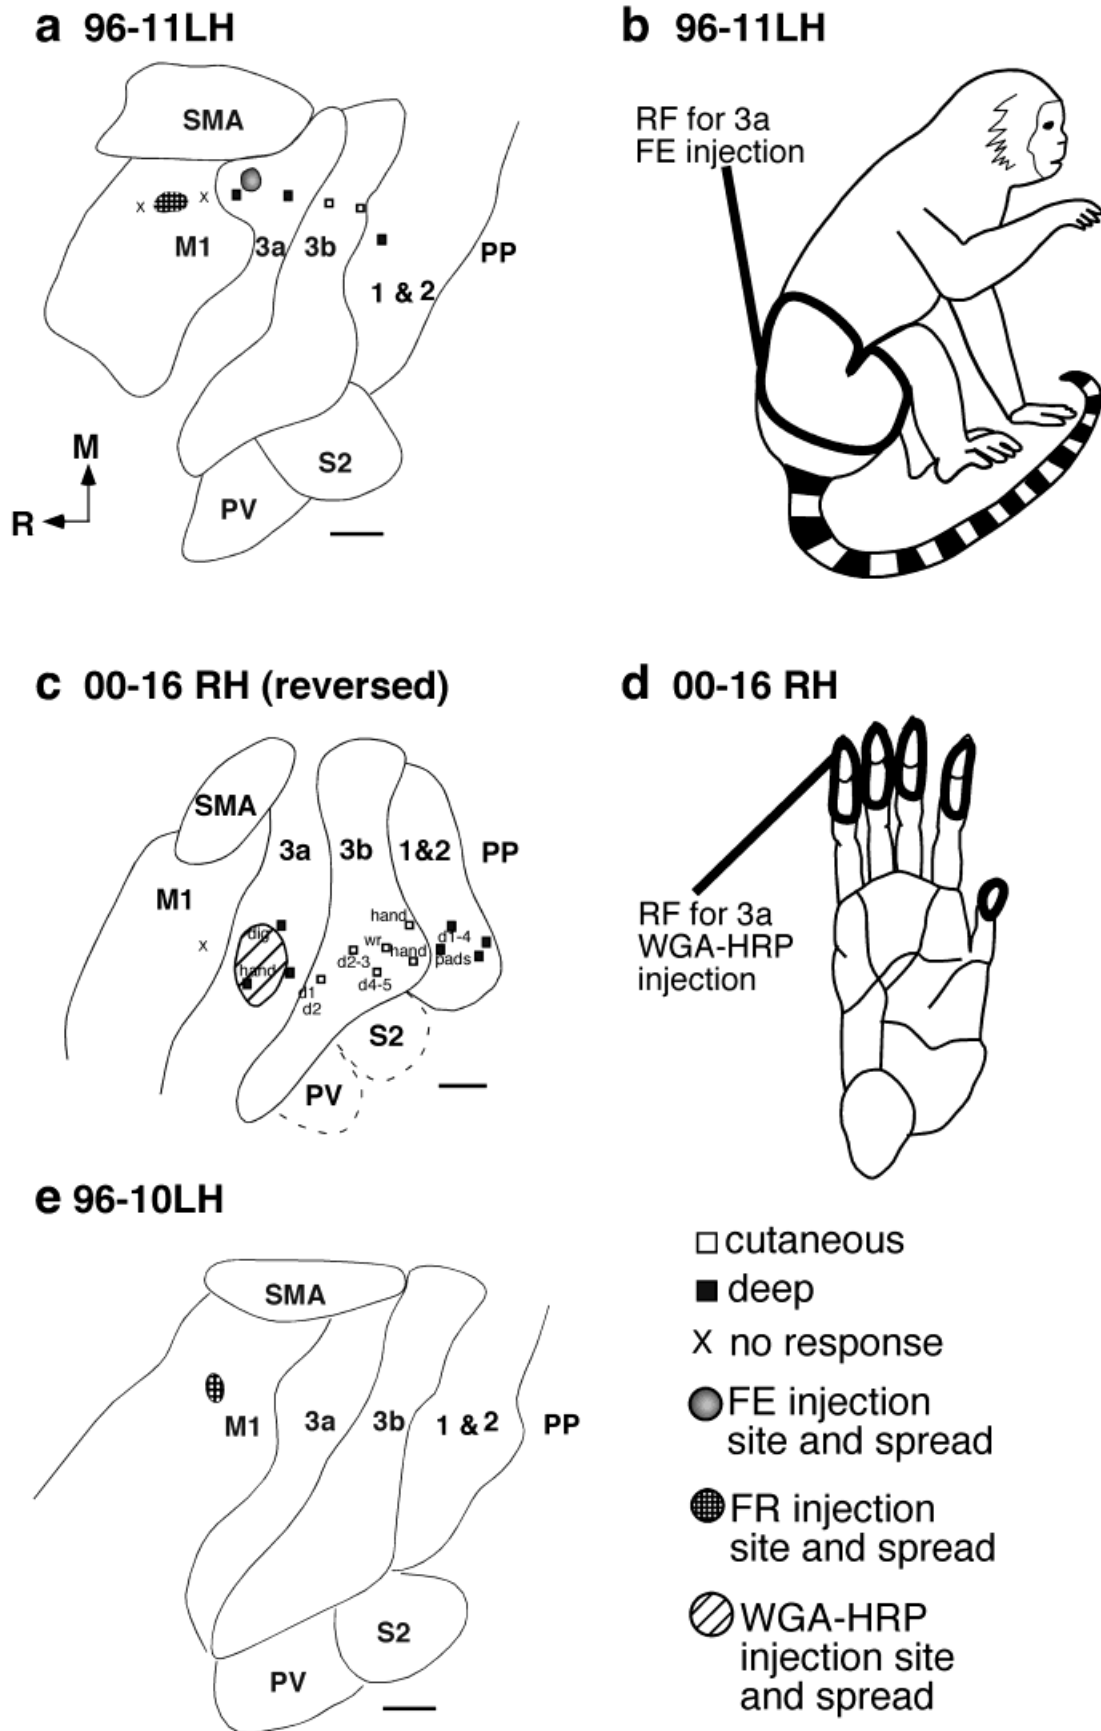 a 96-11LH
SMA
x
x
M1
3a
3b
1 & 2
PP
S2
PV
M
R
b 96-11LH
RF for 3a
FE injection
c 00-16 RH (reversed)
SMA
3a
3b
1&2
PP
M1
x
dig
hand
hand
wr
hand
d2-3
d4-5
d1
d2
d1-4
pads
S2
PV
d 00-16 RH
RF for 3a
WGA-HRP
injection
e 96-10LH
SMA
M1
3a
3b
1 & 2
PP
S2
PV
cutaneous
deep
x no response
FE injection
site and spread
FR injection
site and spread
WGA-HRP
injection site
and spread